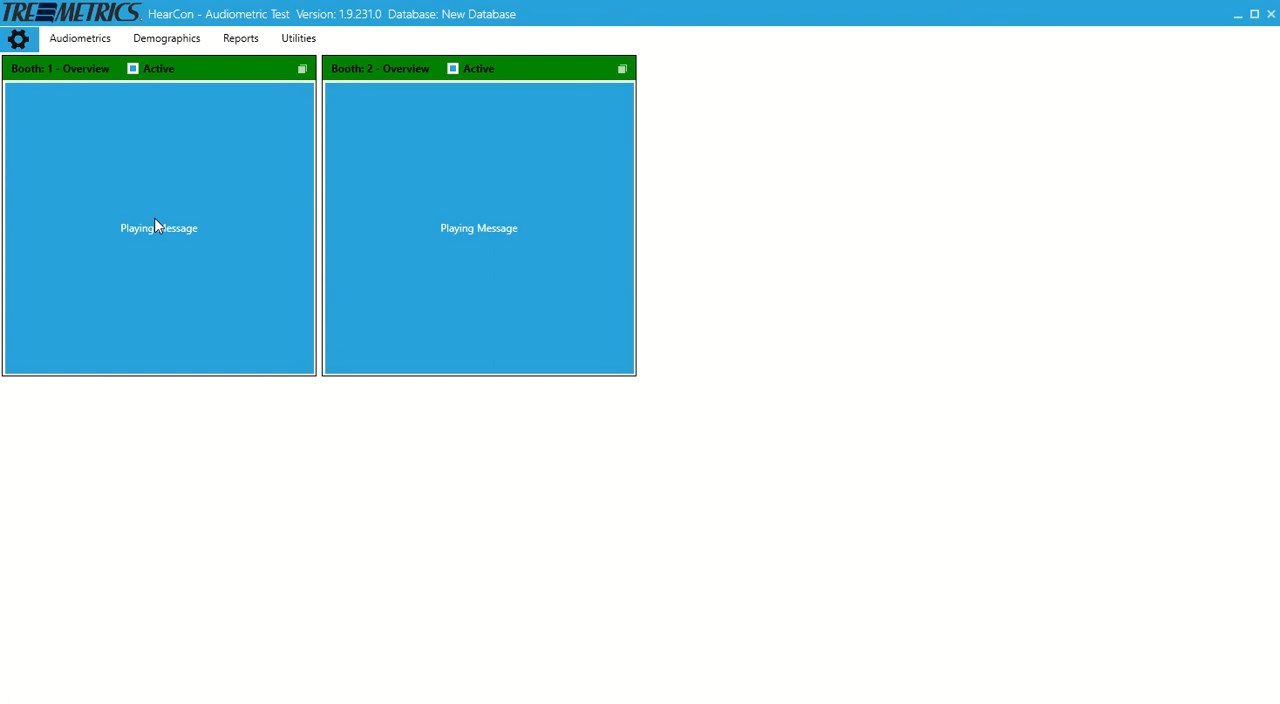 TREMETRICS. HearCon - Audiometric Test Version: 1.9.231.0 Database: New Database
Audiometrics Demographics Reports Utilities
Booth: 1 - Overview Active
Playing Message
Booth: 2 - Overview Active
Playing Message